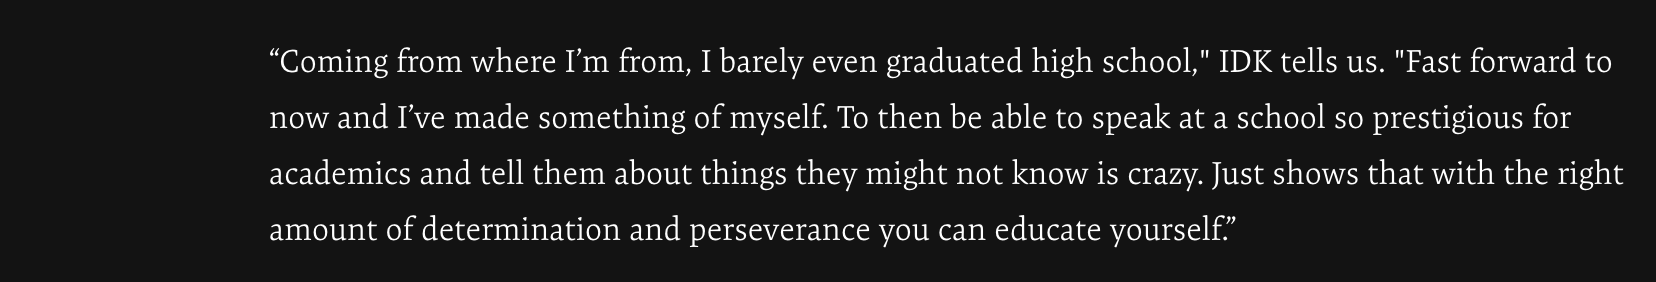 “Coming from where I’m from, I barely even graduated high school," IDK tells us. "Fast forward to
now and I’ve made something of myself. To then be able to speak at a school so prestigious for
academics and tell them about things they might not know is crazy. Just shows that with the right
amount of determination and perseverance you can educate yourself.”